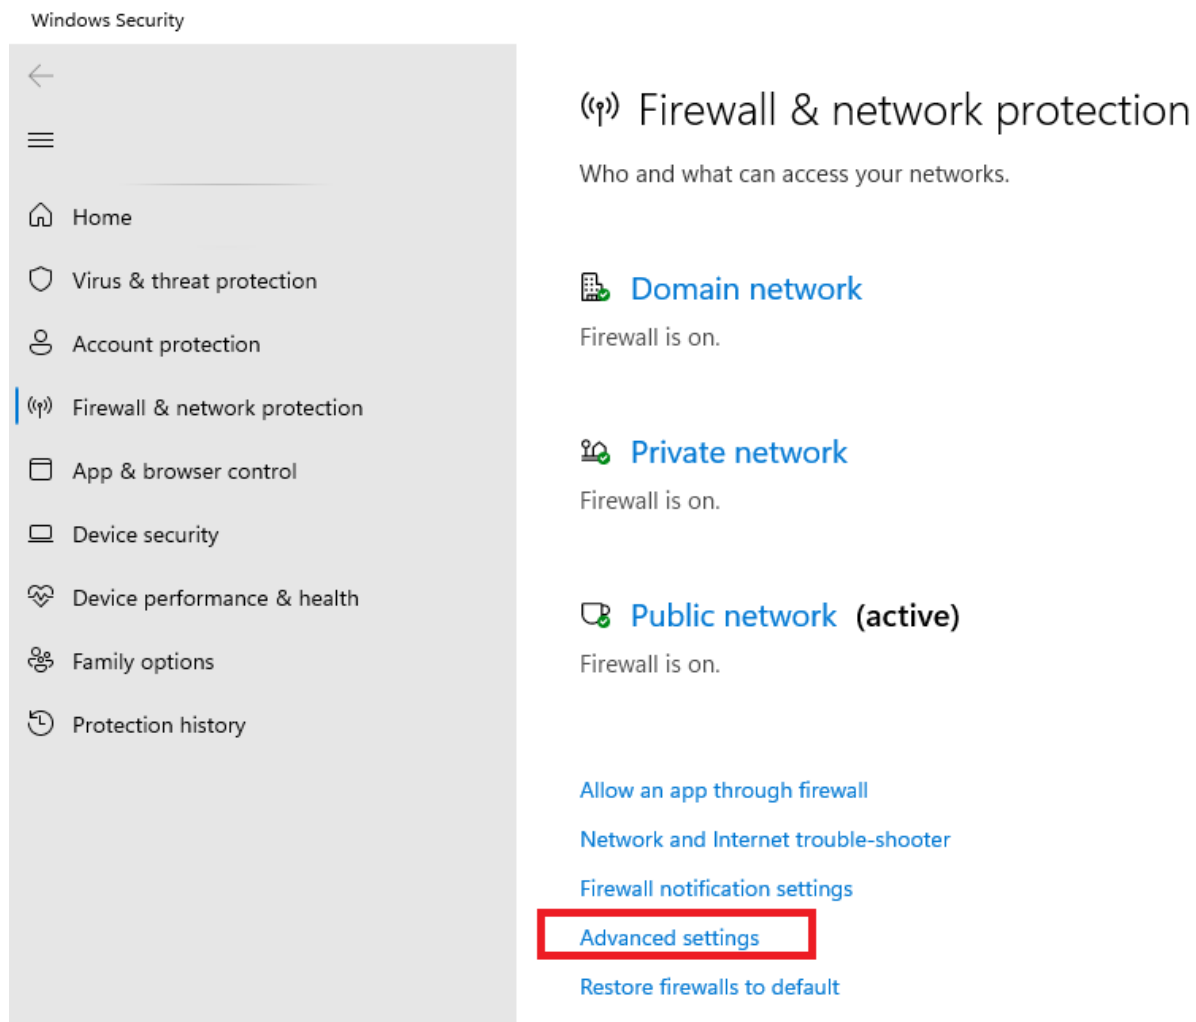 Windows Security
Home
Virus & threat protection
Account protection
Firewall & network protection
App & browser control
Device security
Device performance & health
Family options
Protection history
Firewall & network protection
Who and what can access your networks.
Domain network
Firewall is on.
Private network
Firewall is on.
Public network (active)
Firewall is on.
Allow an app through firewall
Network and Internet trouble-shooter
Firewall notification settings
Advanced settings
Restore firewalls to default